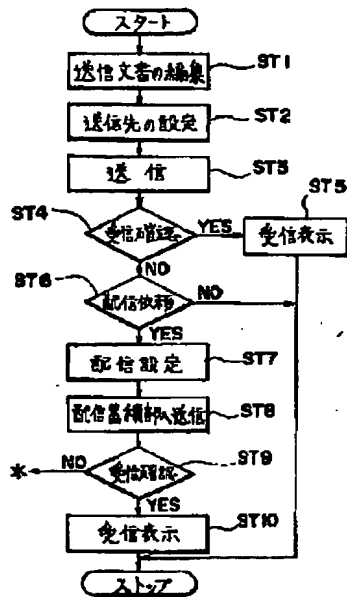 スタート
送信文書の編集 ST1
送信先の設定 ST2
送信 ST3
ST4 受信確認 YES 受信表示 ST5
NO
ST6 配信依頼 NO
YES
配信設定 ST7
配信蓄積部へ送信 ST8
* NO 受信確認 ST9
YES
受信表示 ST10
ストップ